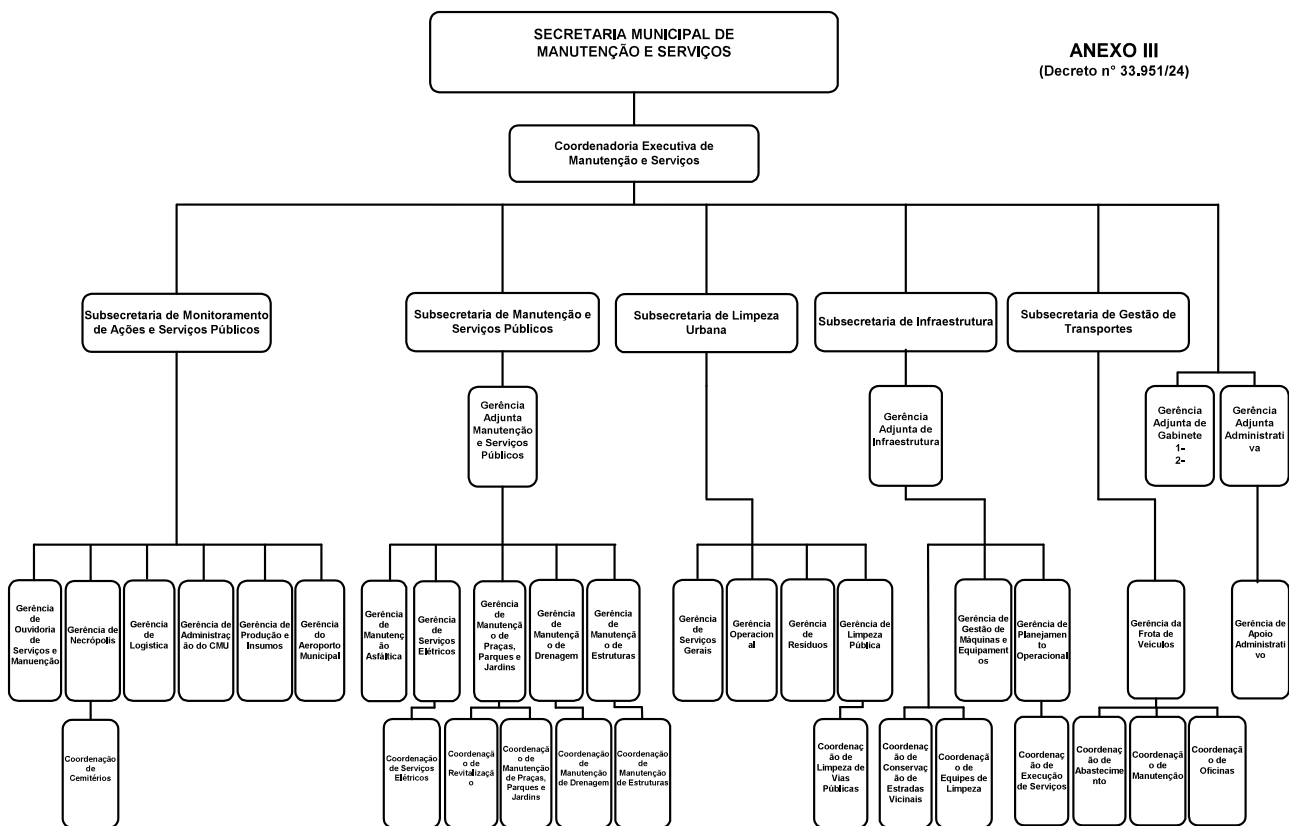 SECRETARIA MUNICIPAL DE
MANUTENÇÃO E SERVIÇOS
ANEXO III
(Decreto n° 33.951/24)
Coordenadoria Executiva de
Manutenção e Serviços
Subsecretaria de Monitoramento
de Ações e Serviços Públicos
Subsecretaria de Manutenção e
Serviços Públicos
Subsecretaria de Limpeza
Urbana
Subsecretaria de Infraestrutura
Subsecretaria de Gestão de
Transportes
Gerência
Adjunta
Manutenção
e Serviços
Públicos
Gerência
Adjunta de
Infraestrutura
Gerência
Adjunta de
Gabinete
1-
2-
Gerência
Adjunta
Administrati
va
Gerência
de
Ouvidoria
de
Serviços e
Manuenção
Gerência de
Necrópolis
Gerência
de
Logistica
Gerência de
Administraç
ão do CMU
Gerência de
Produção e
Insumos
Gerência
do
Aeroporto
Municipal
Gerência
de
Manutenç
ão
Asfáltica
Gerência
de
Serviços
Elétricos
Gerência
de
Manutençã
o de
Praças,
Parques e
Jardins
Gerência
de
Manutençã
o de
Drenagem
Gerência
de
Manutençã
o de
Estruturas
Gerência
de
Serviços
Gerais
Gerência
Operacion
al
Gerência
de
Resíduos
Gerência
de Limpeza
Pública
Gerência de
Gestão de
Máquinas e
Equipament
os
Gerência
de
Planejame
nto
Operacional
Gerência da
Frota de
Veiculos
Gerência de
Apoio
Administrati
vo
Coordenação
de
Cemitérios
Coordenação
de Serviços
Elétricos
Coordenaçã
o de
Revitalizaçã
o
Coordenaçã
o de
Manutenção
de Praças,
Parques e
Jardins
Coordenação
de
Manutenção
de Drenagem
Coordenação
de
Manutenção
de Estruturas
Coordenaç
ão de
Limpeza de
Vias
Públicas
Coordenaç
ão de
Conservaç
ão de
Estradas
Vicinais
Coordenaçã
o de
Equipes de
Limpeza
Coordenaç
ão de
Execução
de Serviços
Coordenaç
ão de
Abastecime
nto
Coordenaçã
o de
Manutenção
Coordenaçã
o de
Oficinas